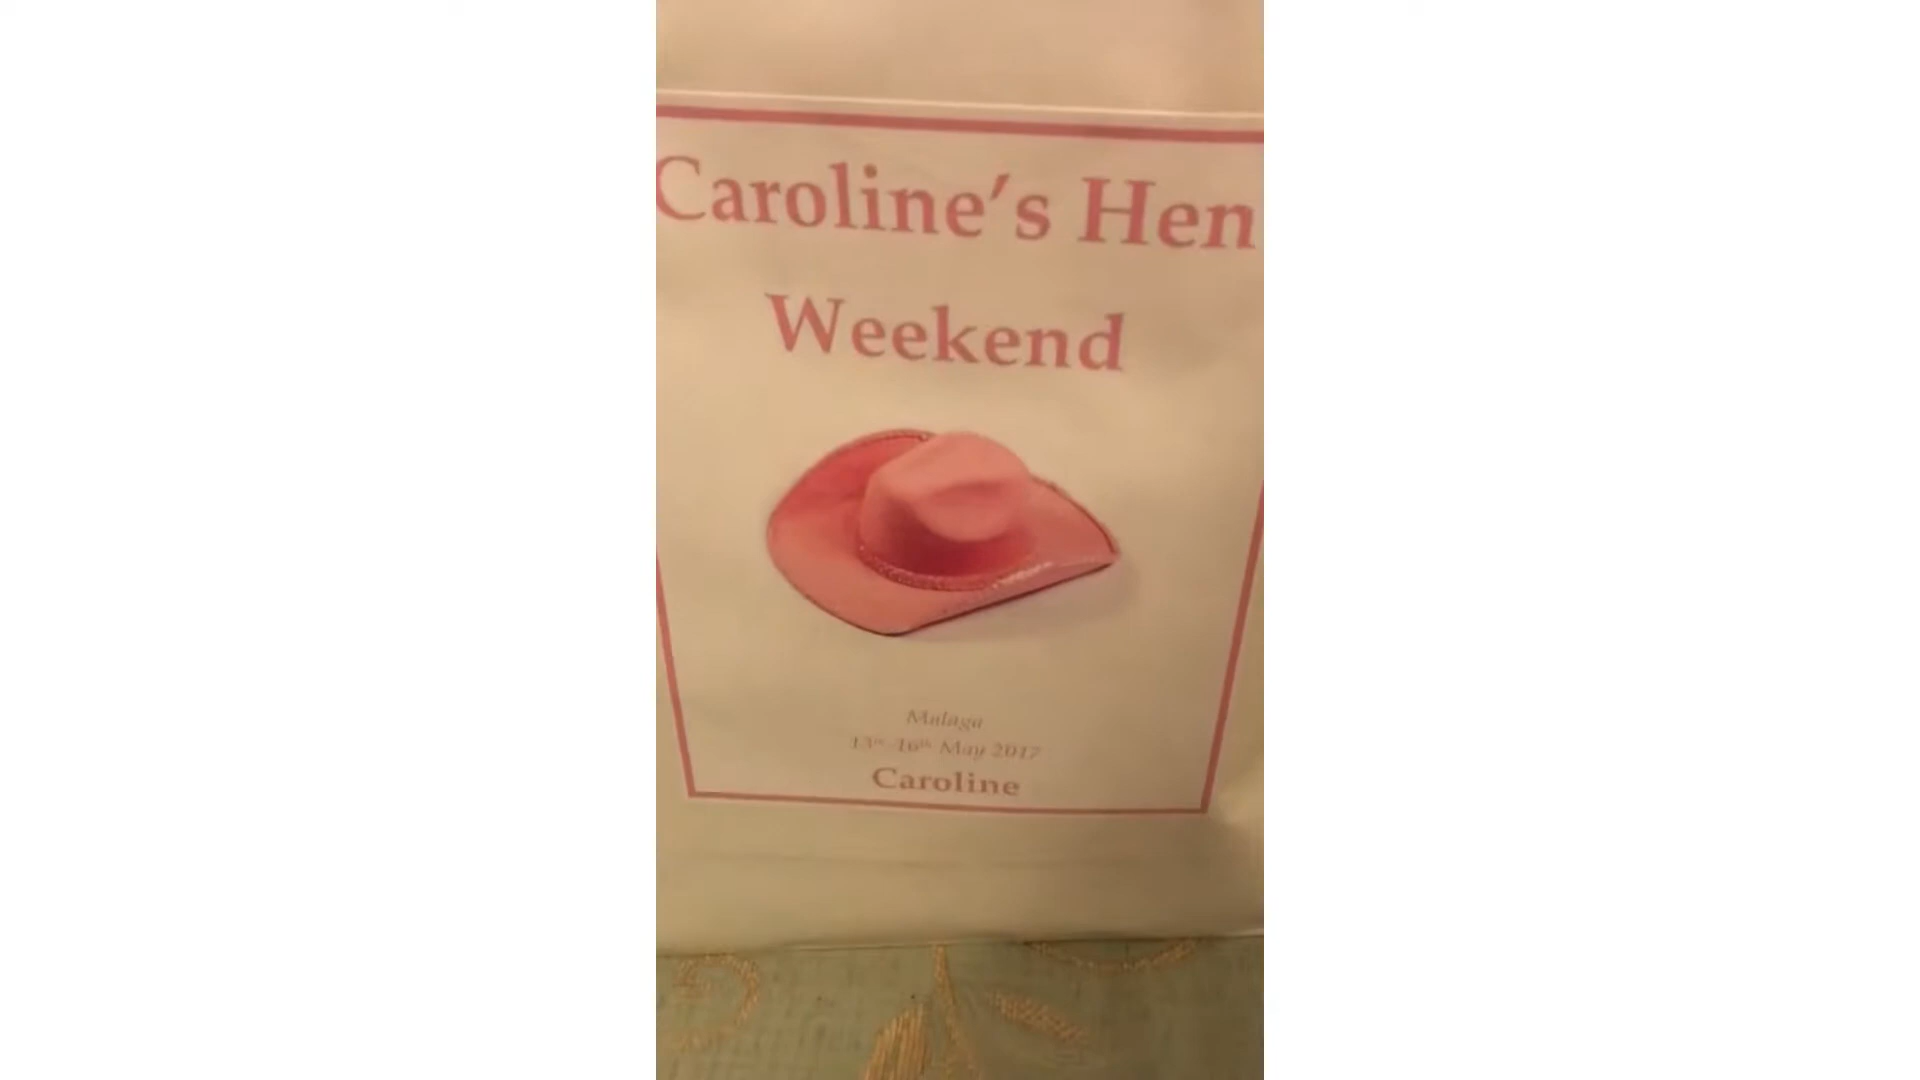 Caroline's Hen
Weekend
Malaga
13th-16th May 2017
Caroline